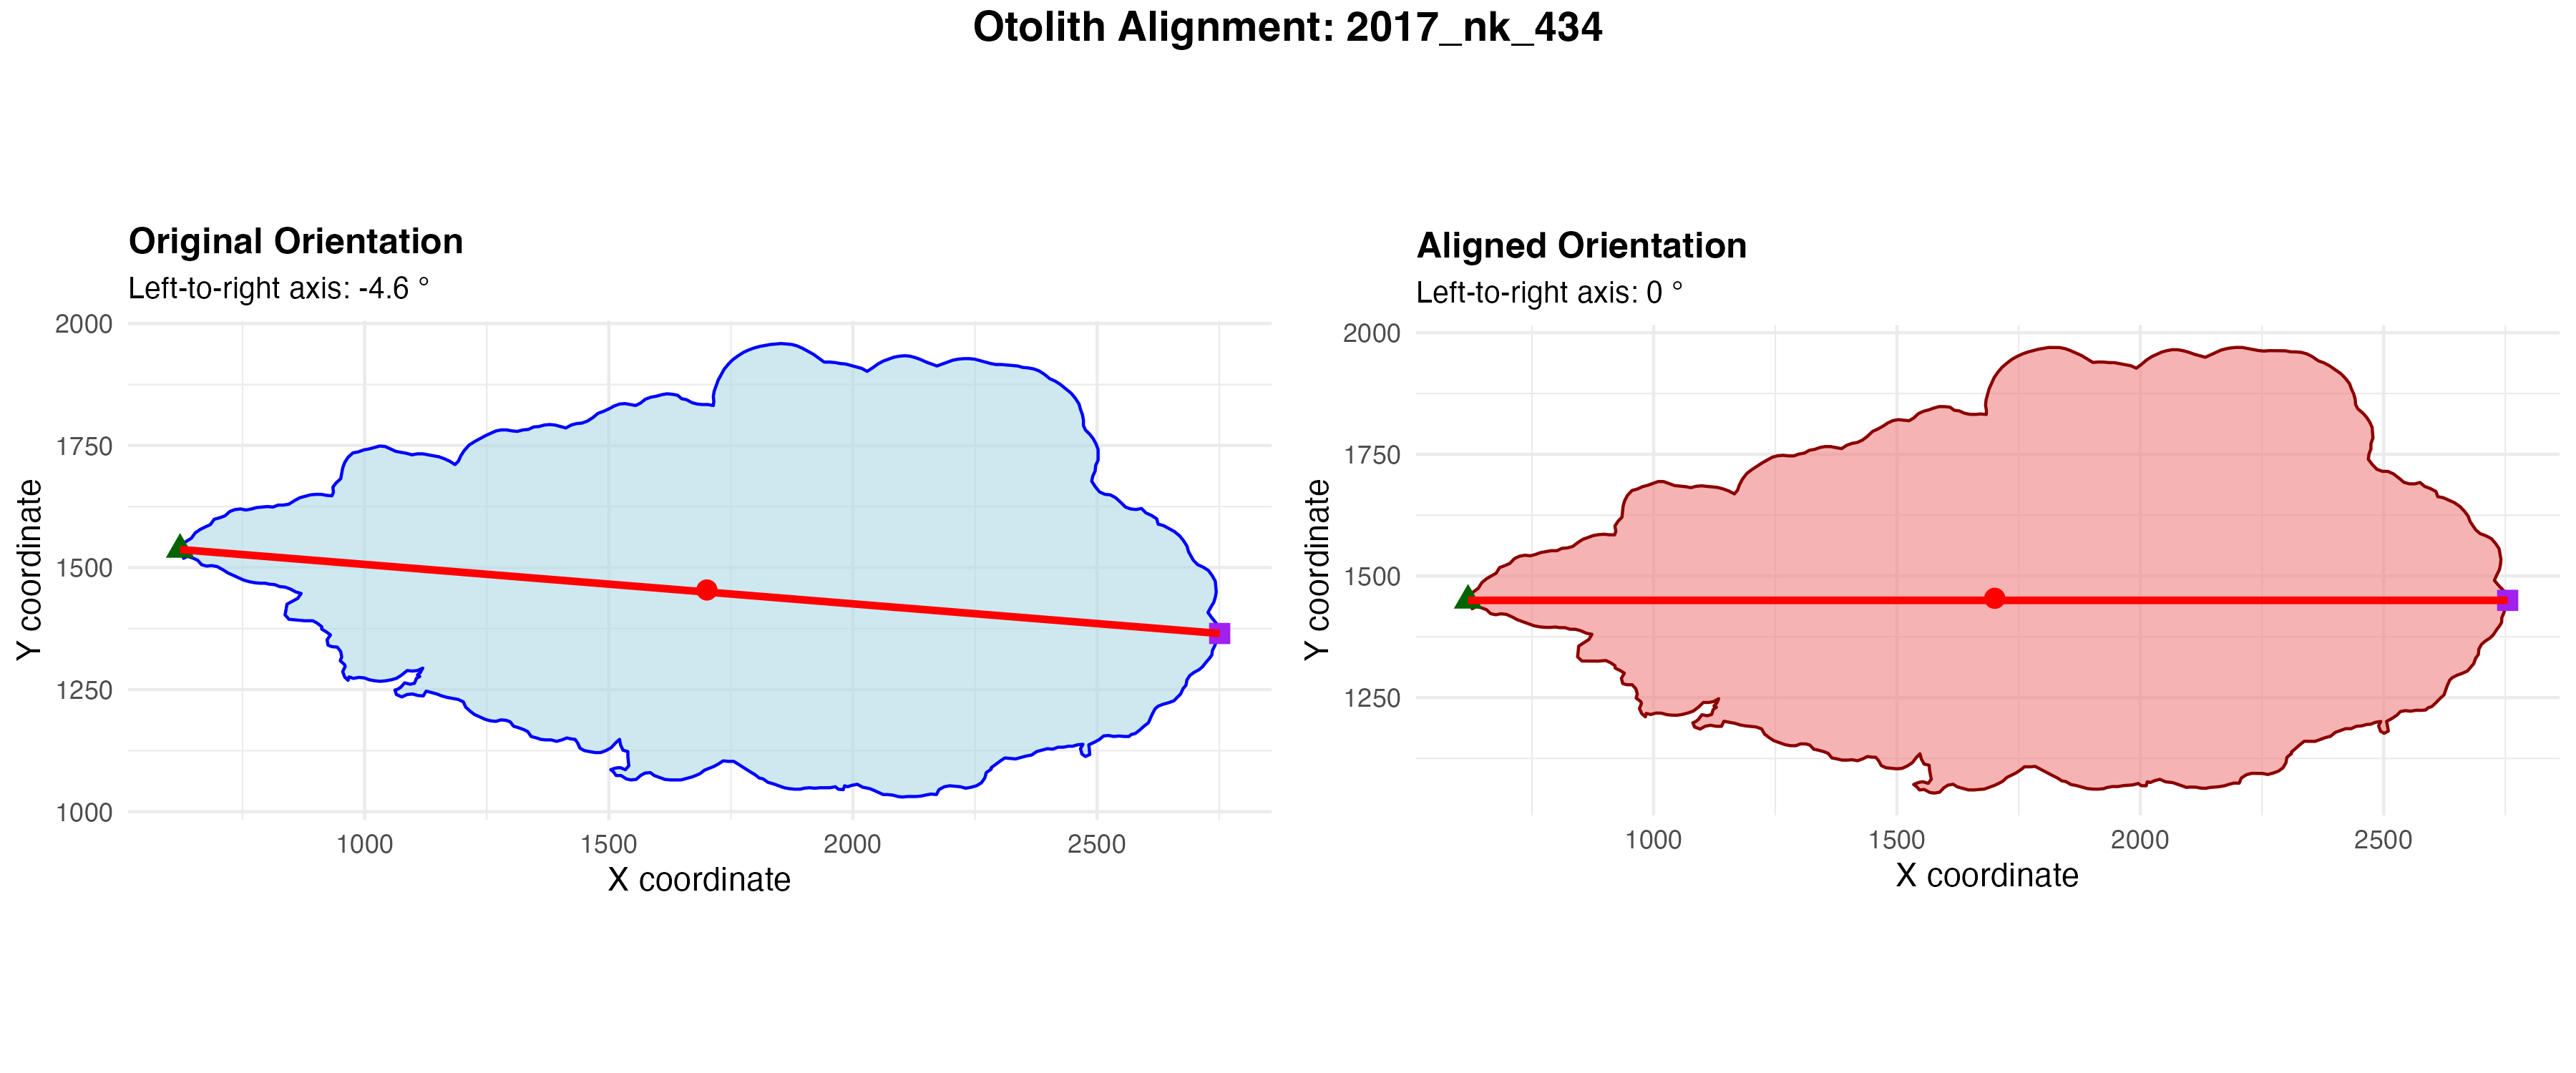 Otolith Alignment: 2017_nk_434
Original Orientation
Left-to-right axis: -4.6 °
2000
1750
1500
1250
1000
Y coordinate
1000 1500 2000 2500
X coordinate
Aligned Orientation
Left-to-right axis: 0 °
2000
1750
1500
1250
Y coordinate
1000 1500 2000 2500
X coordinate